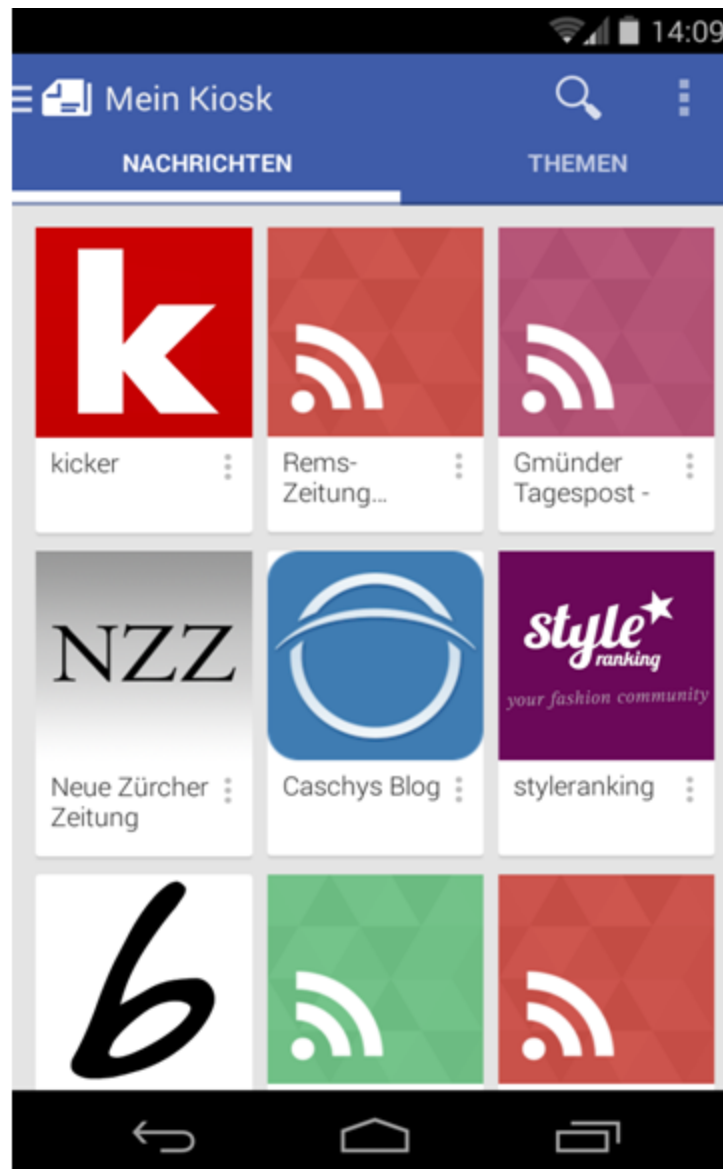 14:09
Mein Kiosk
NACHRICHTEN THEMEN
k
kicker
Rems-
Zeitung...
Gmünder
Tagespost -
NZZ
style
ranking
your fashion community
Neue Zürcher
Zeitung
Caschys Blog
styleranking
b